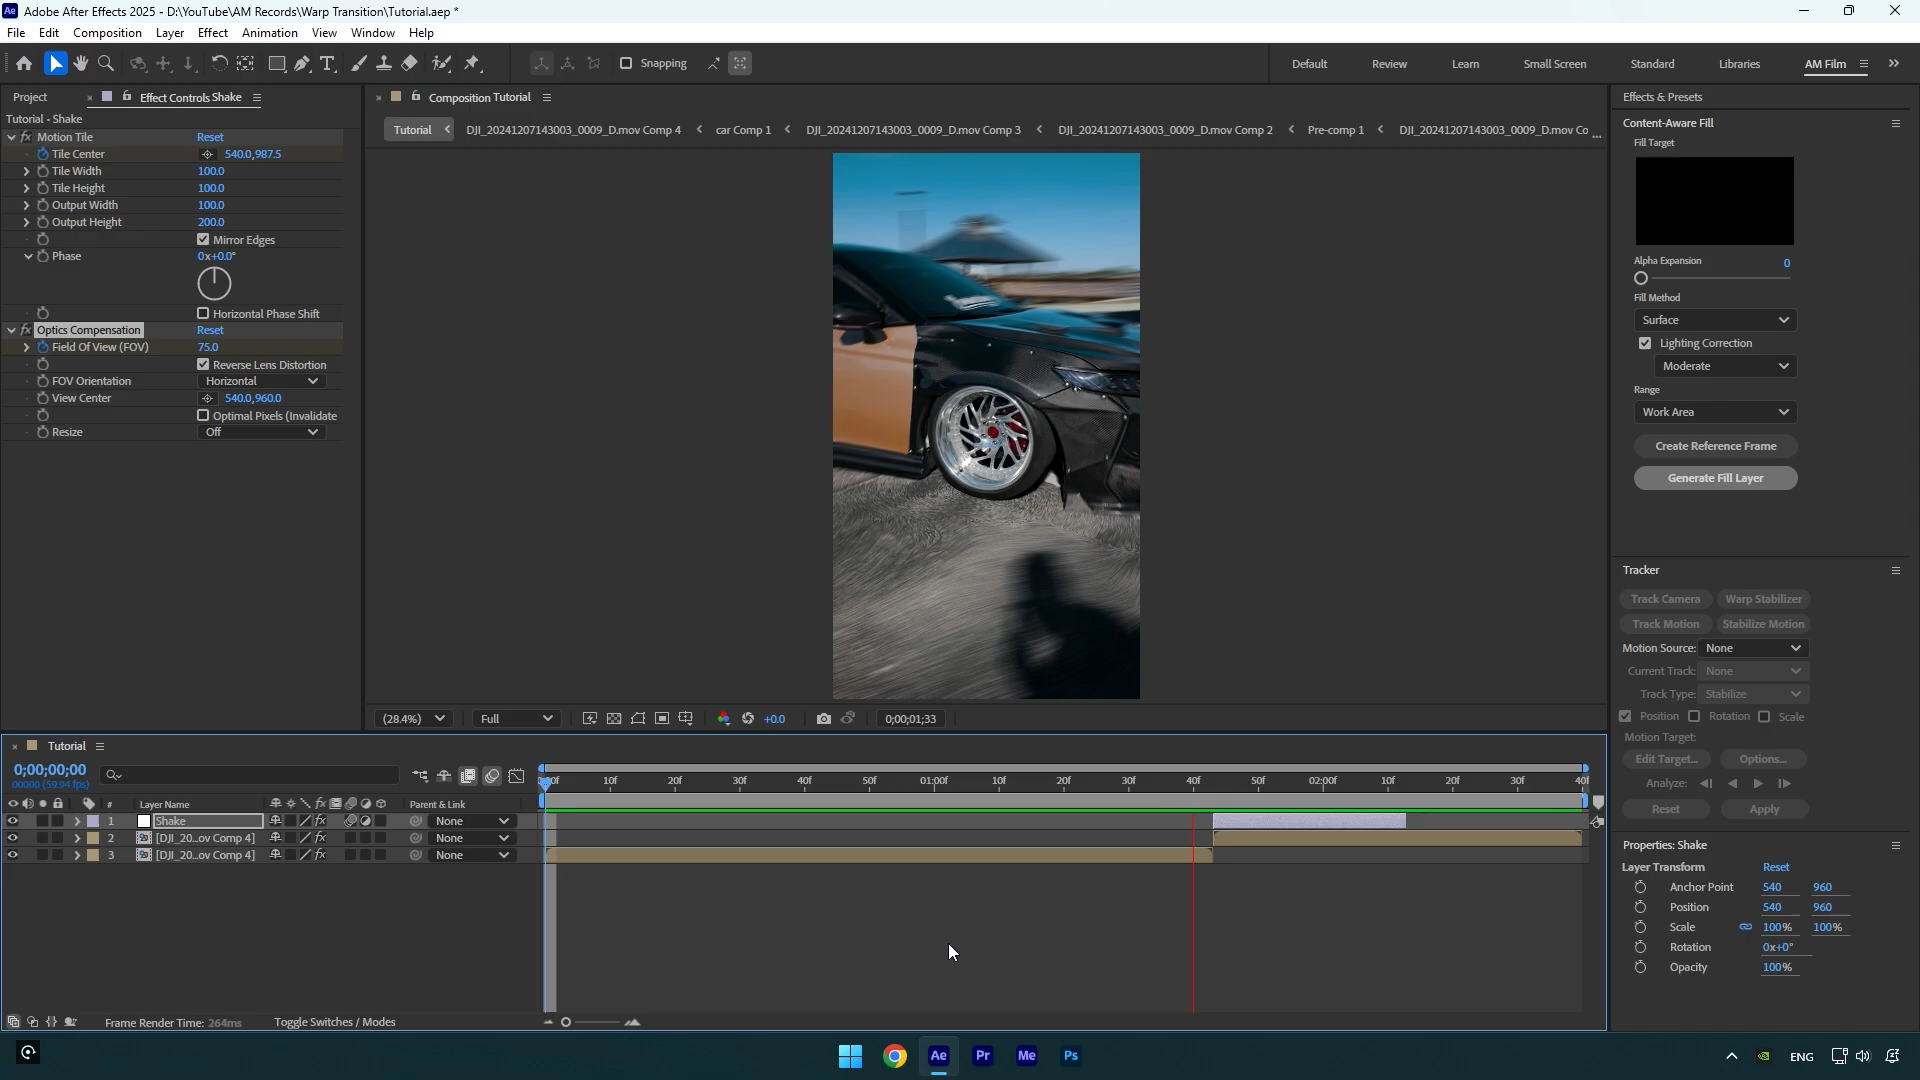 Adobe After Effects 2025 - D:\YouTube\AM Records\Warp Transition\Tutorial.aep *
File Edit Composition Layer Effect Animation View Window Help
Snapping
Default Review Learn Small Screen Standard Libraries AM Film
Project Effect Controls Shake
Tutorial - Shake
Motion Tile Reset
Tile Center 540.0,987.5
Tile Width 100.0
Tile Height 100.0
Output Width 100.0
Output Height 200.0
Mirror Edges
Phase 0x+0.0°
Horizontal Phase Shift
Optics Compensation Reset
Field Of View (FOV) 75.0
Reverse Lens Distortion
FOV Orientation Horizontal
View Center 540.0,960.0
Optimal Pixels (Invalidate
Resize Off
Composition Tutorial
Tutorial DJI_20241207143003_0009_D.mov Comp 4 car Comp 1 DJI_20241207143003_0009_D.mov Comp 3 DJI_20241207143003_0009_D.mov Comp 2 Pre-comp 1 DJI_20241207143003_0009_D.mov Co ...
(28.4%) Full +0.0 0;00;01;33
Effects & Presets
Content-Aware Fill
Fill Target
Alpha Expansion 0
Fill Method
Surface
Lighting Correction
Moderate
Range
Work Area
Create Reference Frame
Generate Fill Layer
Tracker
Track Camera Warp Stabilizer
Track Motion Stabilize Motion
Motion Source: None
Current Track: None
Track Type: Stabilize
Position Rotation Scale
Motion Target:
Edit Target... Options...
Analyze:
Reset Apply
Properties: Shake
Layer Transform Reset
Anchor Point 540 960
Position 540 960
Scale 100% 100%
Rotation 0x+0°
Opacity 100%
Tutorial
0;00;00;00
00000 (59.94 fps)
10f 20f 30f 40f 50f 01:00f 10f 20f 30f 40f 50f 02:00f 10f 20f 30f 40f
# Layer Name Parent & Link
1 Shake None
2 [DJI_20...ov Comp 4] None
3 [DJI_20...ov Comp 4] None
Frame Render Time: 264ms Toggle Switches / Modes
Ae Pr Me Ps
ENG